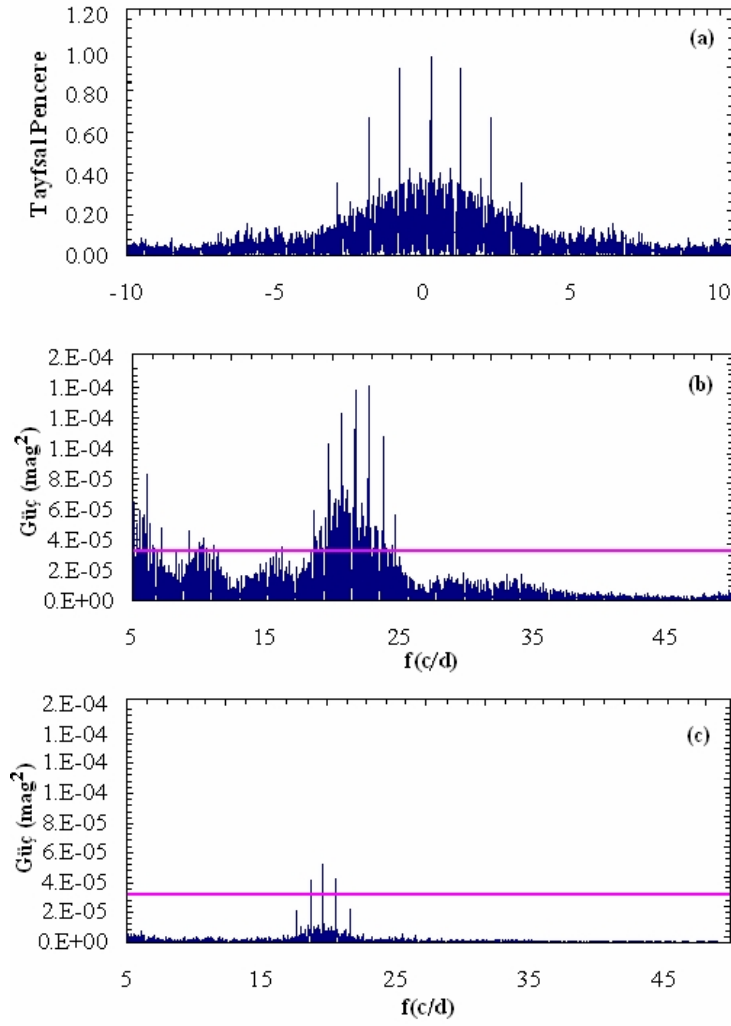 1.20
(a)
1.00
0.80
0.60
0.40
0.20
0.00
Tayfsal Pencere
-10 -5 0 5 10
2.E-04
(b)
1.E-04
1.E-04
1.E-04
8.E-05
6.E-05
4.E-05
2.E-05
0.E+00
Güç (mag²)
5 15 25 35 45
f(c/d)
2.E-04
(c)
1.E-04
1.E-04
1.E-04
8.E-05
6.E-05
4.E-05
2.E-05
0.E+00
Güç (mag²)
5 15 25 35 45
f(c/d)